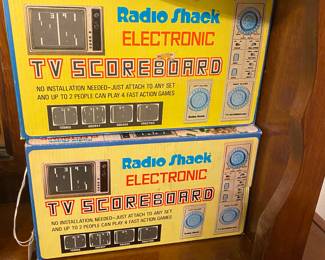 Radio Shack
ELECTRONIC
TV SCOREBOARD
NO INSTALLATION NEEDED—JUST ATTACH TO ANY SET
AND UP TO 2 PEOPLE CAN PLAY 4 FAST ACTION GAMES
Radio Shack
ELECTRONIC
TV SCOREBOARD
NO INSTALLATION NEEDED—JUST ATTACH TO ANY SET
AND UP TO 2 PEOPLE CAN PLAY 4 FAST ACTION GAMES